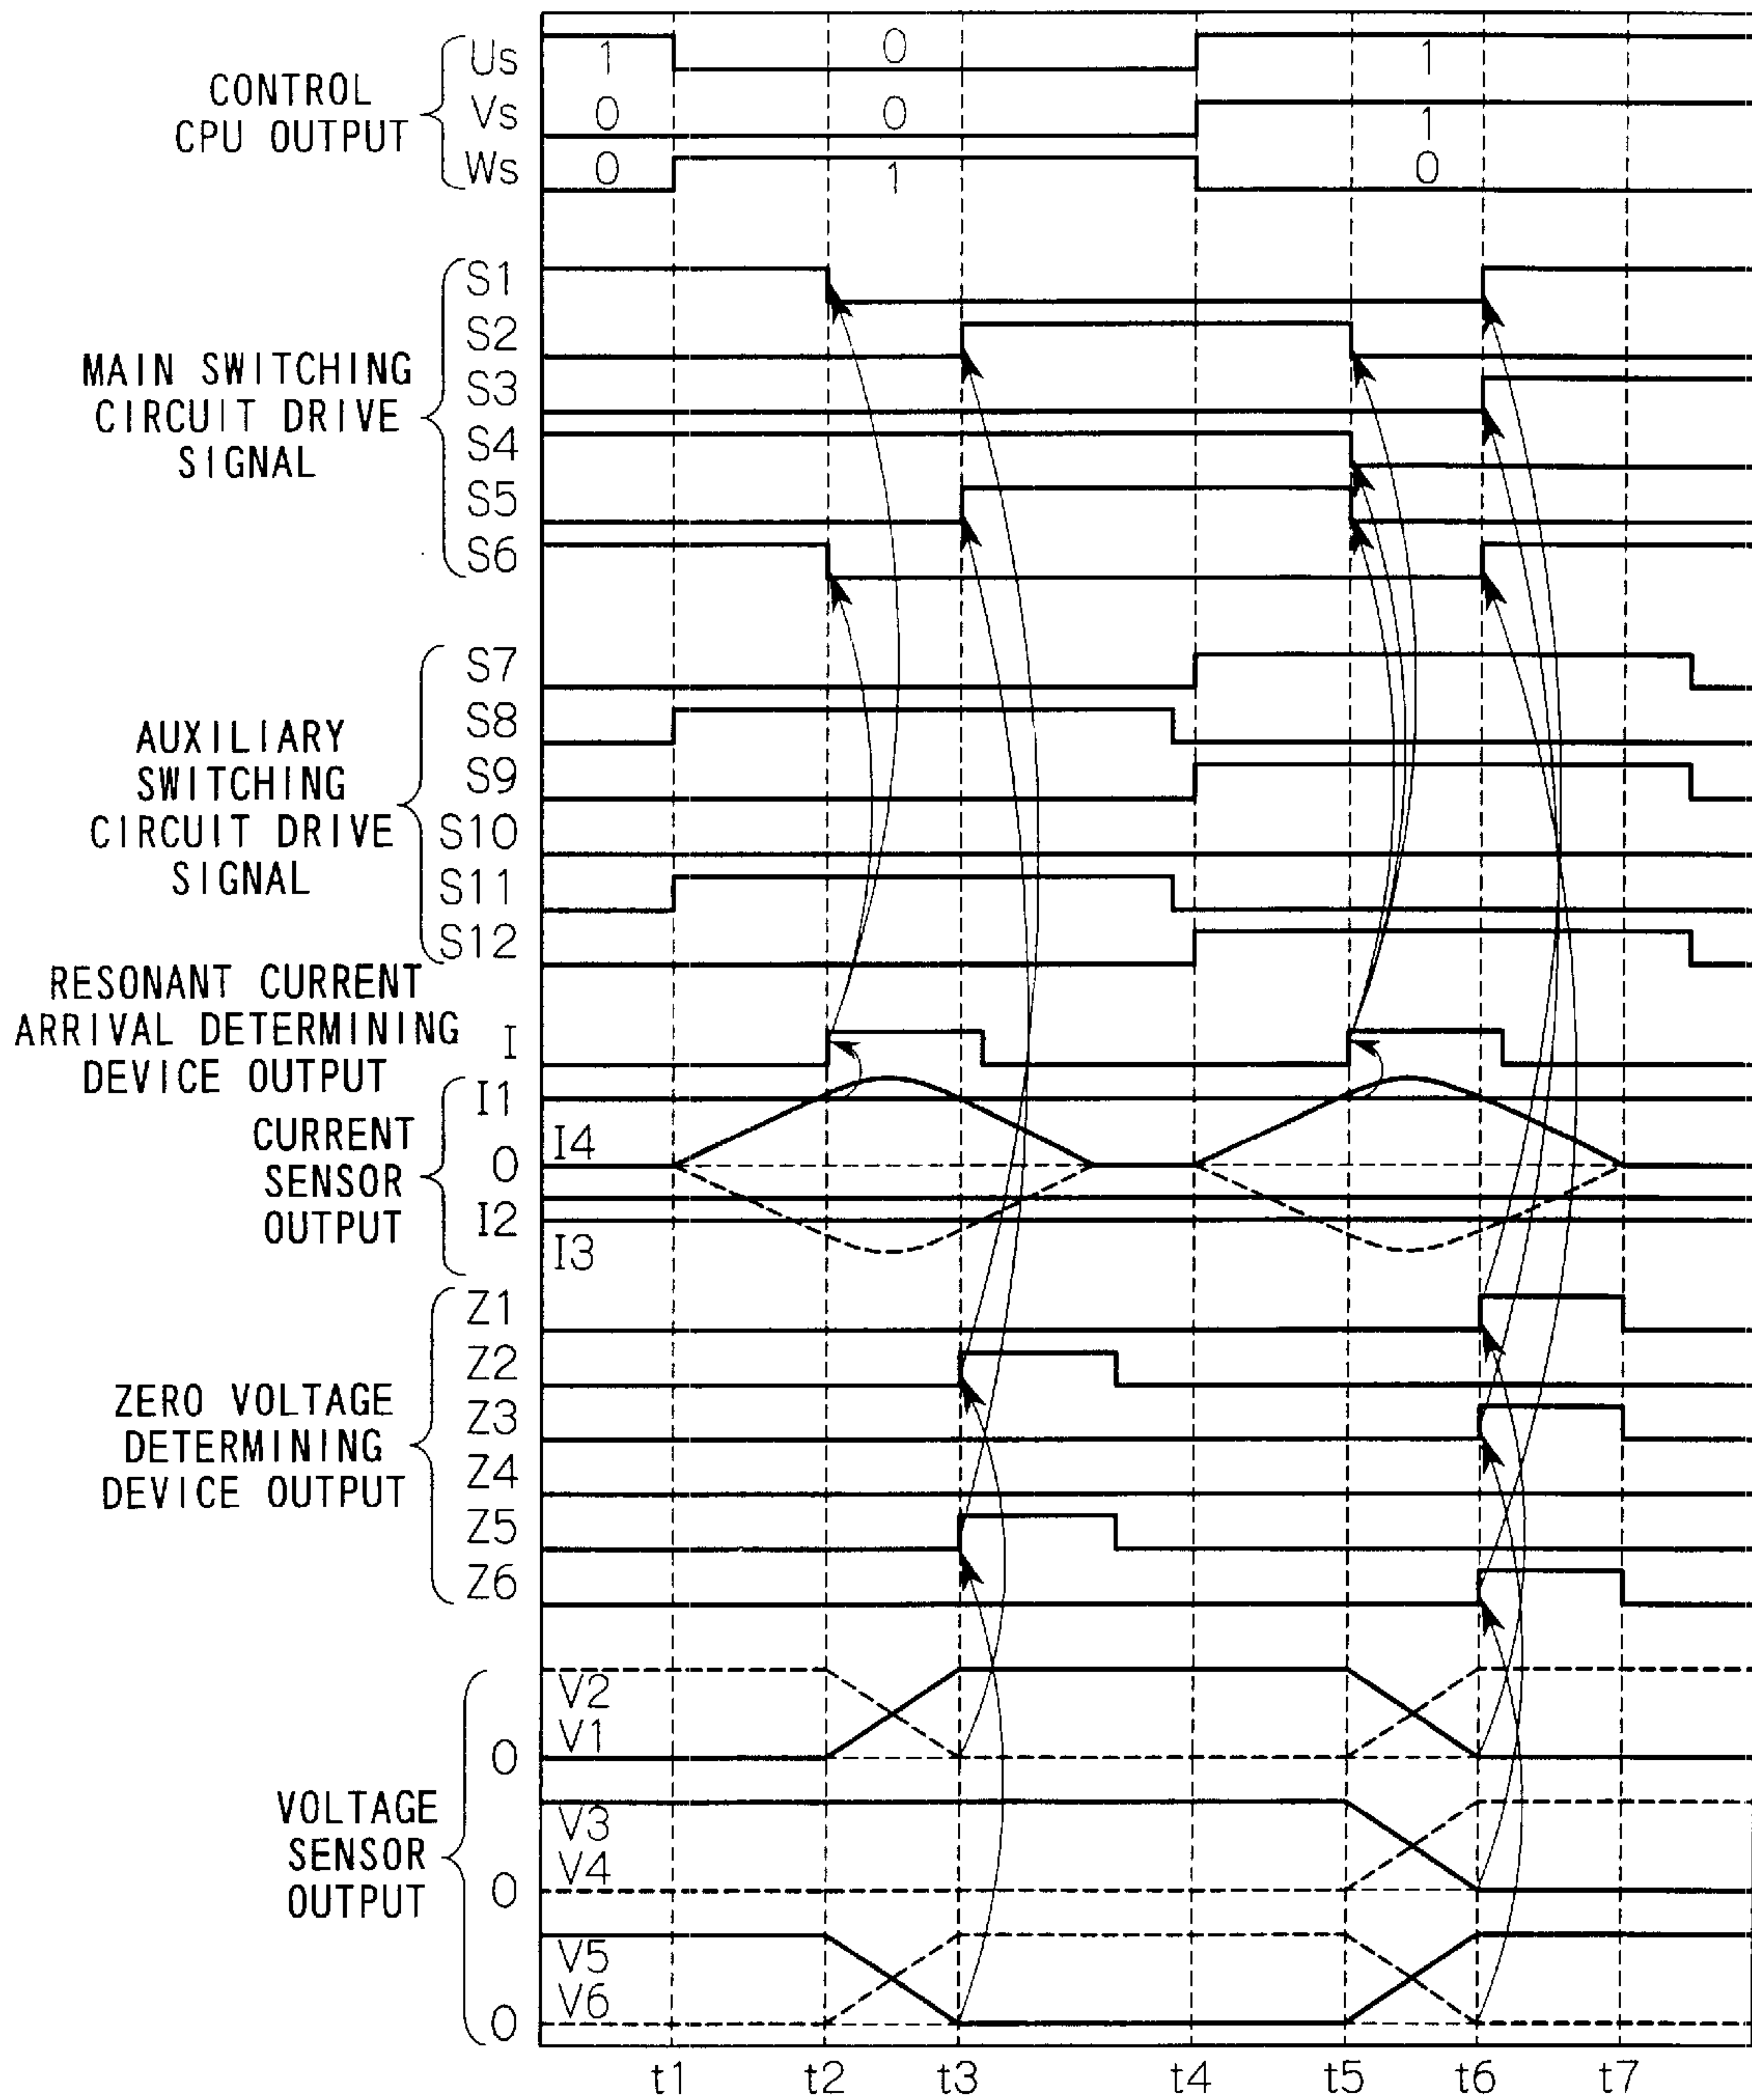 CONTROL
CPU OUTPUT
Us 1 0 1
Vs 0 0 1
Ws 0 1 0
MAIN SWITCHING
CIRCUIT DRIVE
SIGNAL
S1
S2
S3
S4
S5
S6
AUXILIARY
SWITCHING
CIRCUIT DRIVE
SIGNAL
S7
S8
S9
S10
S11
S12
RESONANT CURRENT
ARRIVAL DETERMINING
DEVICE OUTPUT
I
CURRENT
SENSOR
OUTPUT
I1
0 I4
I2
I3
ZERO VOLTAGE
DETERMINING
DEVICE OUTPUT
Z1
Z2
Z3
Z4
Z5
Z6
VOLTAGE
SENSOR
OUTPUT
V2
V1
0
V3
V4
0
V5
V6
0
t1 t2 t3 t4 t5 t6 t7